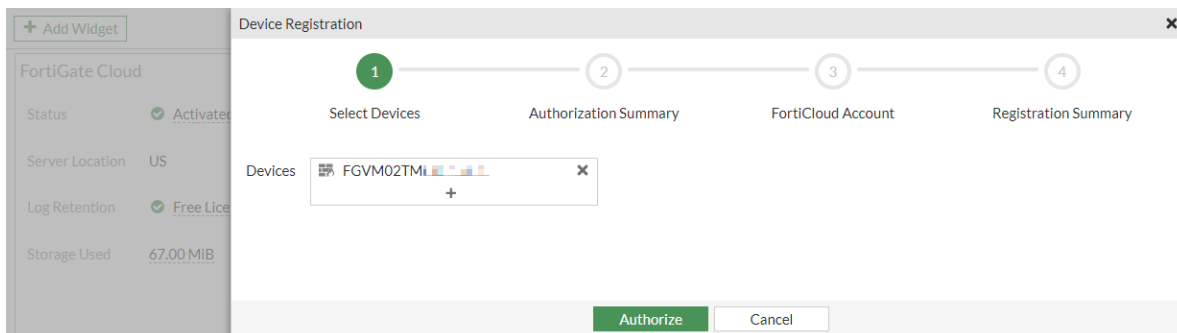 + Add Widget
Device Registration
FortiGate Cloud
Status
Activated
Server Location
US
Log Retention
Free Lice
Storage Used
67.00 MiB
1
2
3
4
Select Devices
Authorization Summary
FortiCloud Account
Registration Summary
Devices
FGVM02TM
+
Authorize
Cancel